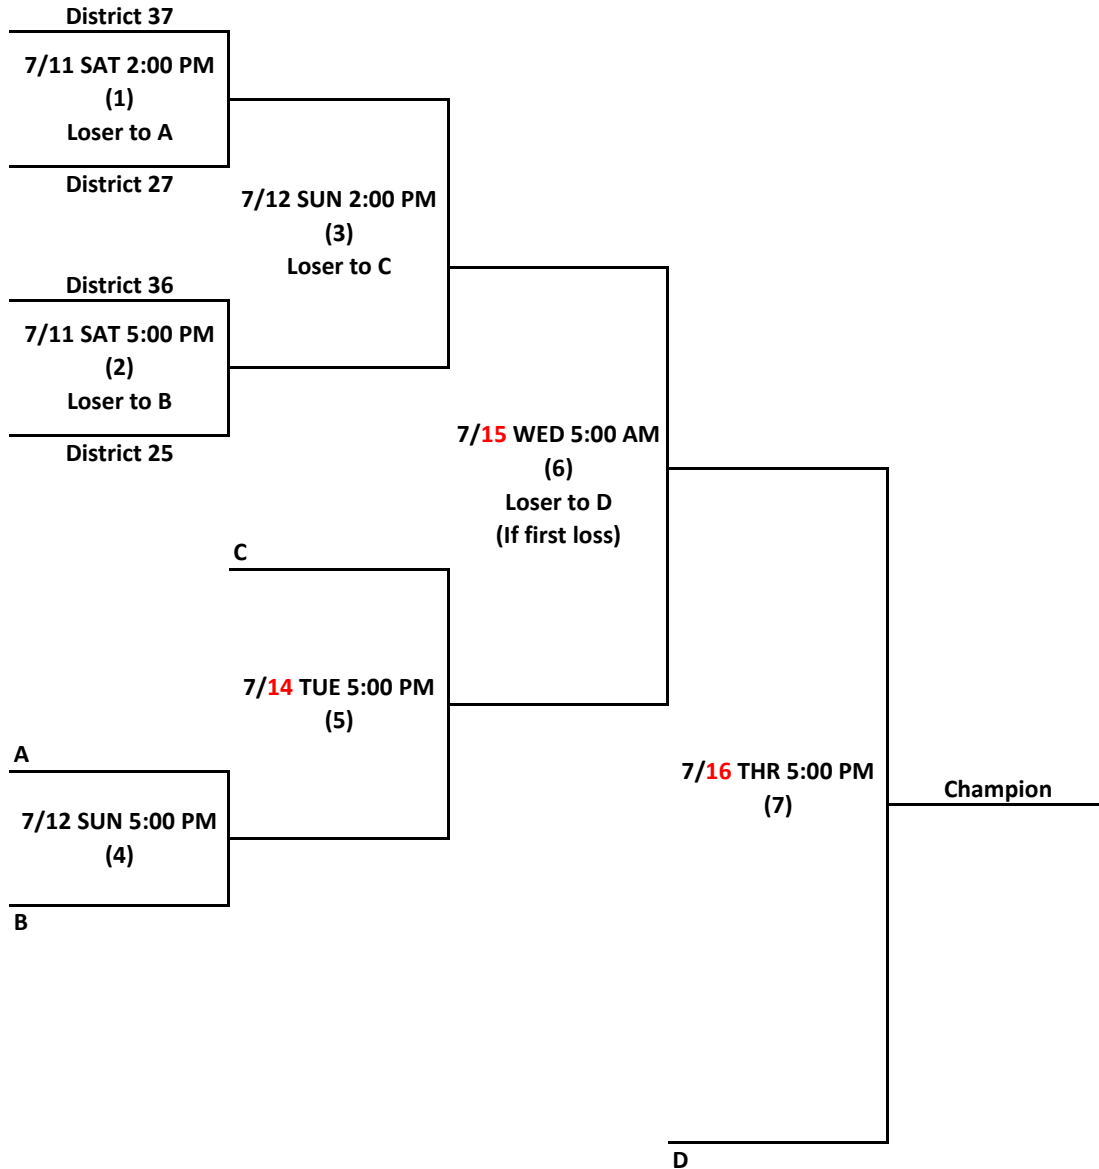 District 37
7/11 SAT 2:00 PM
(1)
Loser to A
District 27
7/12 SUN 2:00 PM
(3)
Loser to C
District 36
7/11 SAT 5:00 PM
(2)
Loser to B
District 25
7/15 WED 5:00 AM
(6)
Loser to D
(If first loss)
C
7/14 TUE 5:00 PM
(5)
A
7/12 SUN 5:00 PM
(4)
B
7/16 THR 5:00 PM
(7)
Champion
D